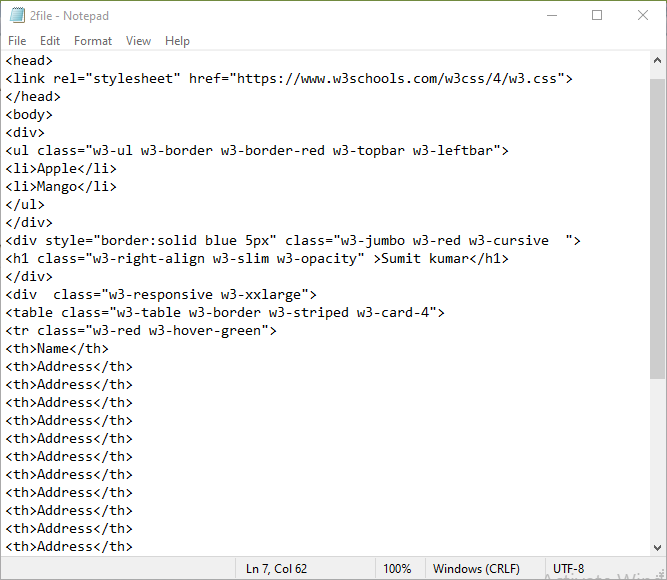 2file - Notepad
File Edit Format View Help
<head>
<link rel="stylesheet" href="https://www.w3schools.com/w3css/4/w3.css">
</head>
<body>
<div>
<ul class="w3-ul w3-border w3-border-red w3-topbar w3-leftbar">
<li>Apple</li>
<li>Mango</li>
</ul>
</div>
<div style="border:solid blue 5px" class="w3-jumbo w3-red w3-cursive  ">
<h1 class="w3-right-align w3-slim w3-opacity" >Sumit kumar</h1>
</div>
<div  class="w3-responsive w3-xxlarge">
<table class="w3-table w3-border w3-striped w3-card-4">
<tr class="w3-red w3-hover-green">
<th>Name</th>
<th>Address</th>
<th>Address</th>
<th>Address</th>
<th>Address</th>
<th>Address</th>
<th>Address</th>
<th>Address</th>
<th>Address</th>
<th>Address</th>
<th>Address</th>
<th>Address</th>
Ln 7, Col 62 100% Windows (CRLF) UTF-8